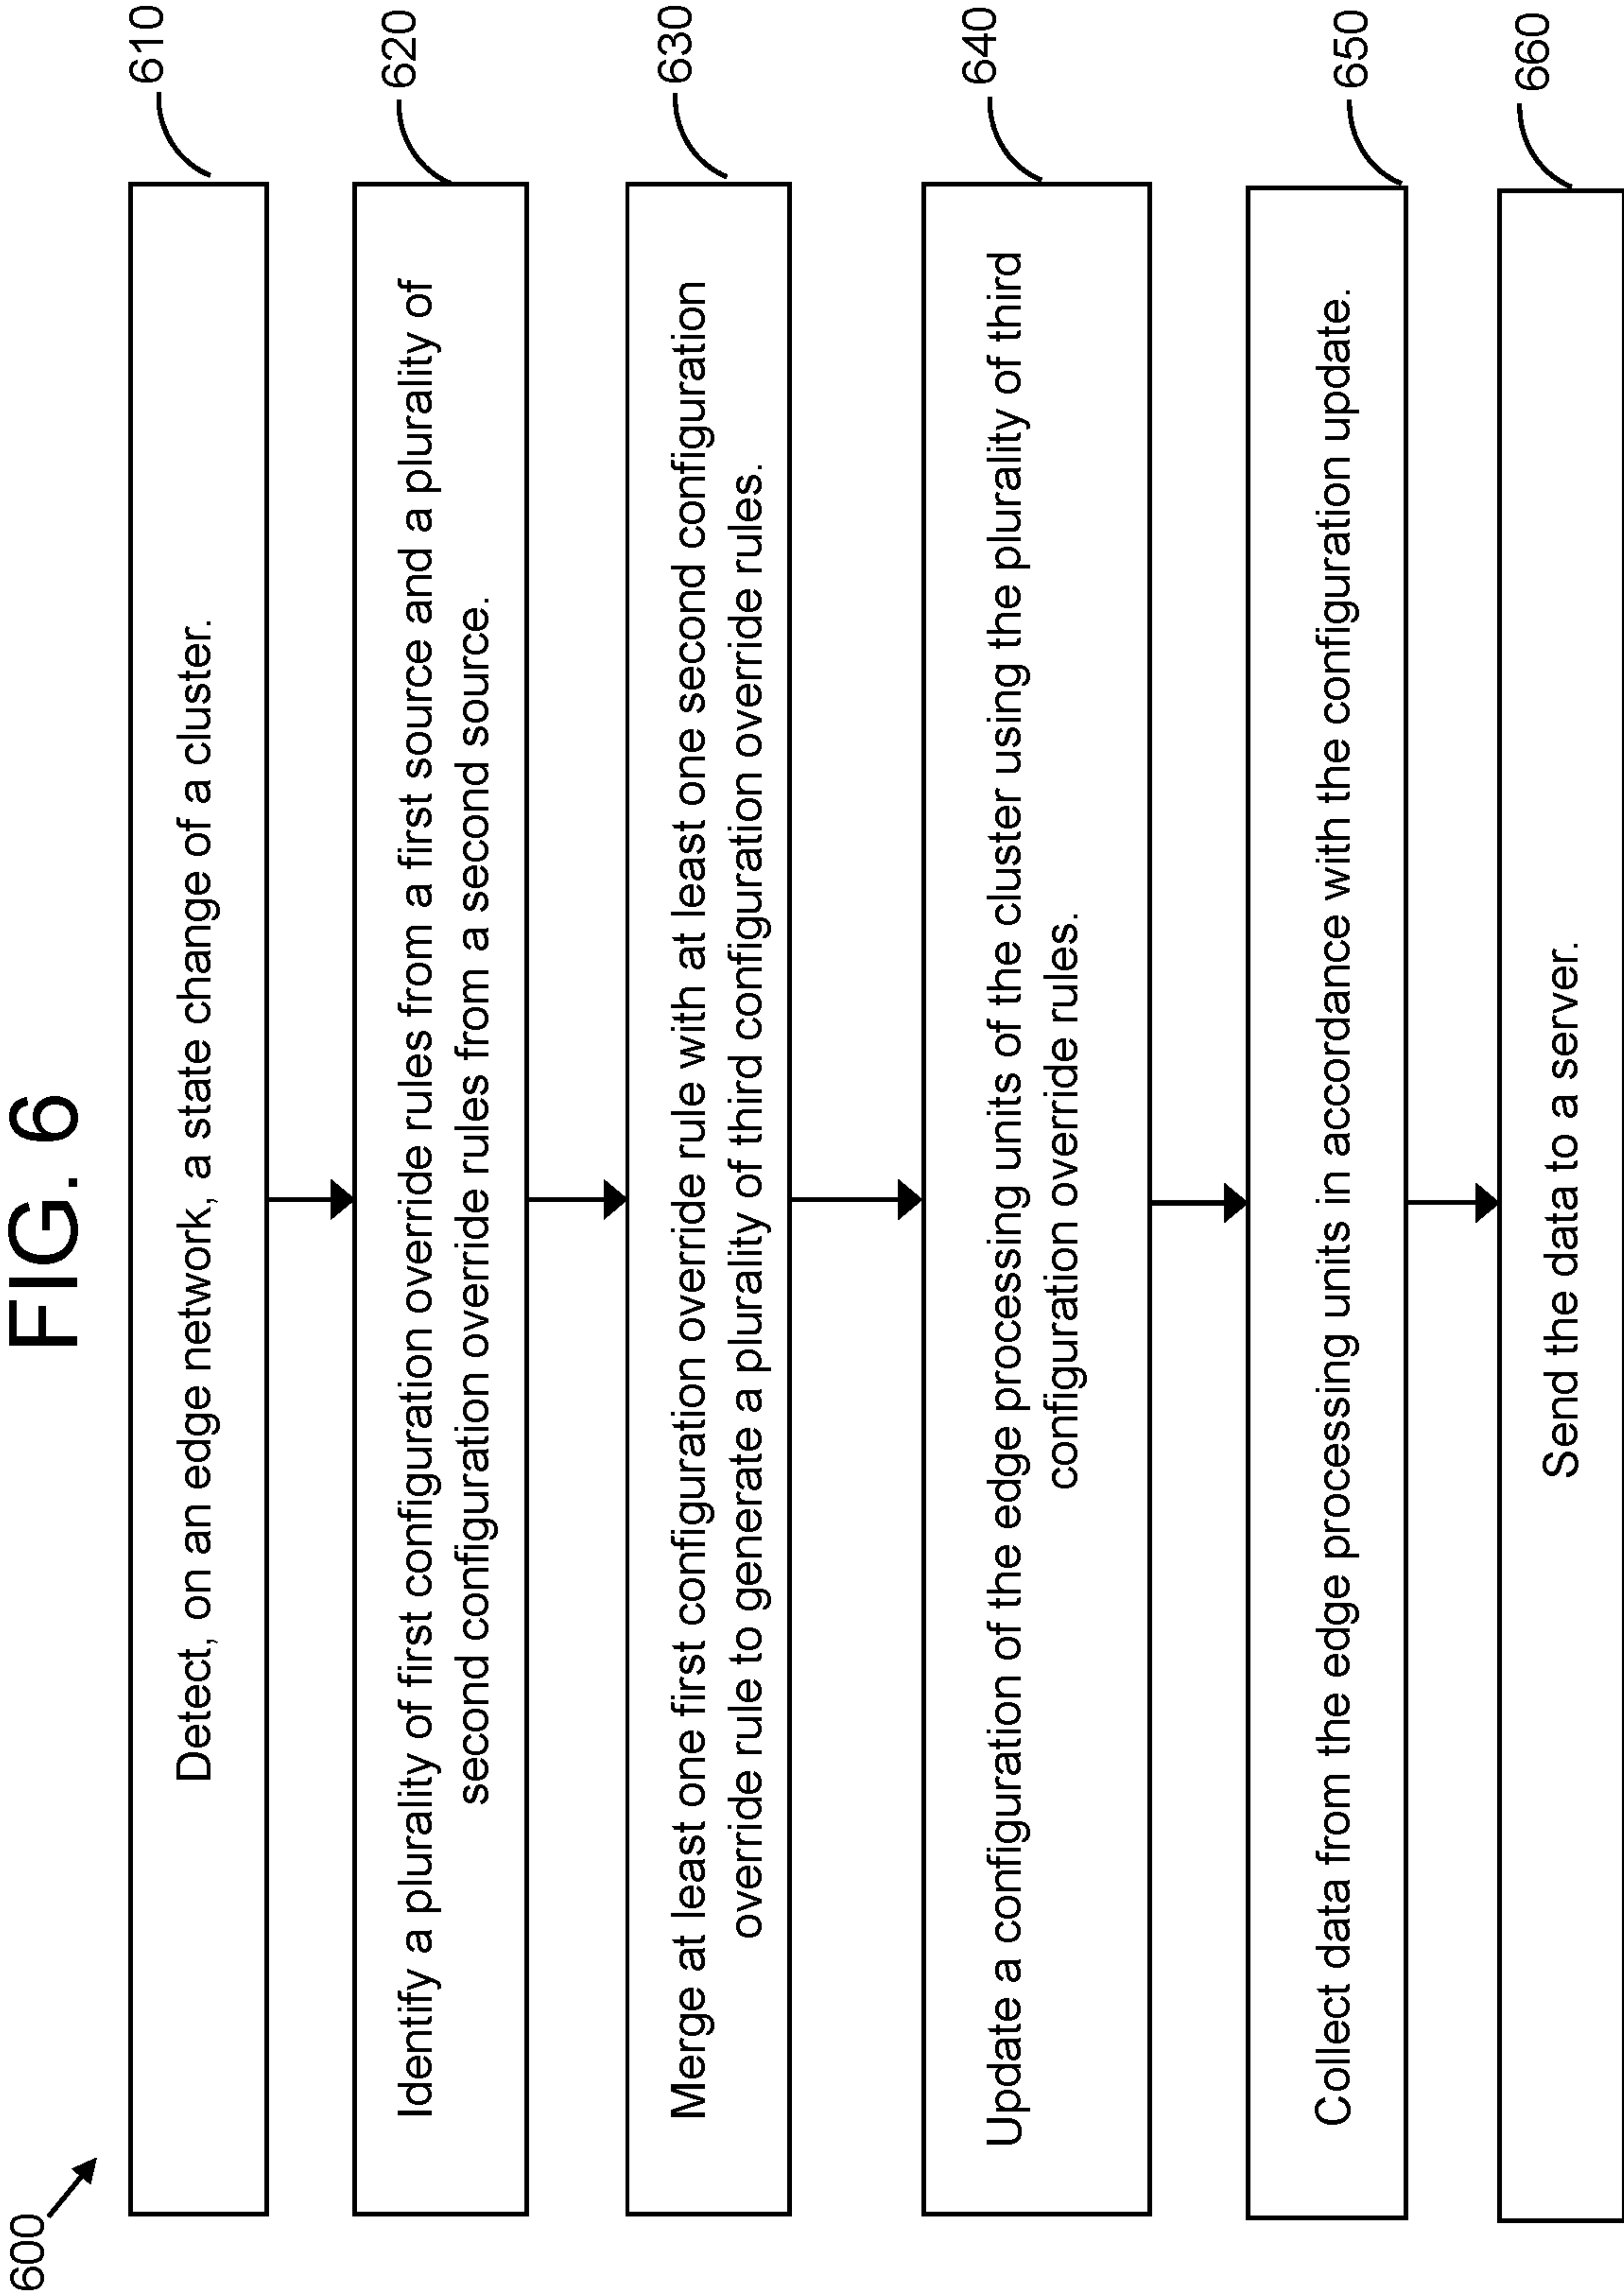 FIG. 6
600
610
Detect, on an edge network, a state change of a cluster.
620
Identify a plurality of first configuration override rules from a first source and a plurality of
second configuration override rules from a second source.
630
Merge at least one first configuration override rule with at least one second configuration
override rule to generate a plurality of third configuration override rules.
640
Update a configuration of the edge processing units of the cluster using the plurality of third
configuration override rules.
650
Collect data from the edge processing units in accordance with the configuration update.
660
Send the data to a server.